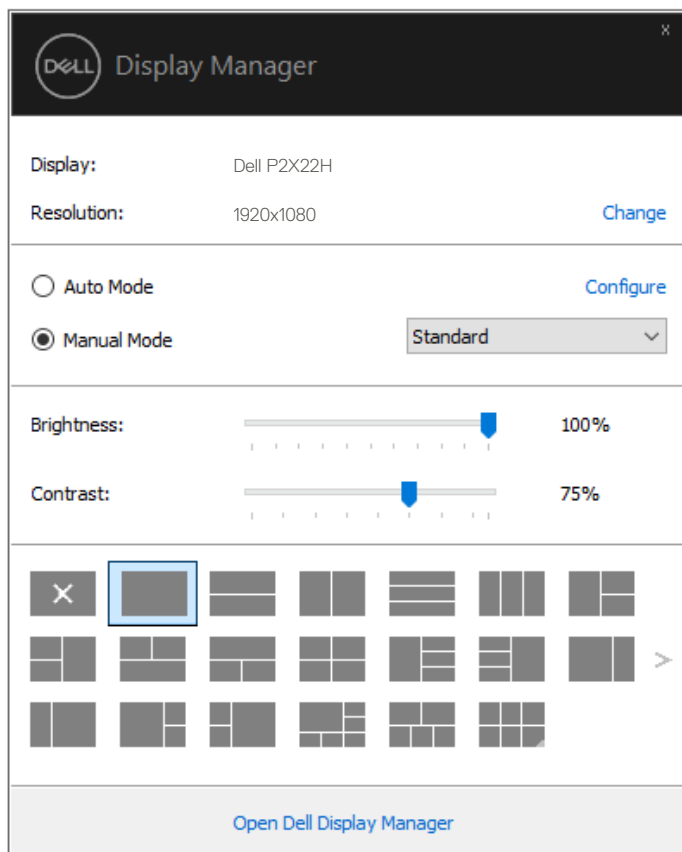 x
DELL Display Manager
Display: Dell P2X22H
Resolution: 1920x1080 Change
Auto Mode Configure
Manual Mode Standard
Brightness: 100%
Contrast: 75%
Open Dell Display Manager